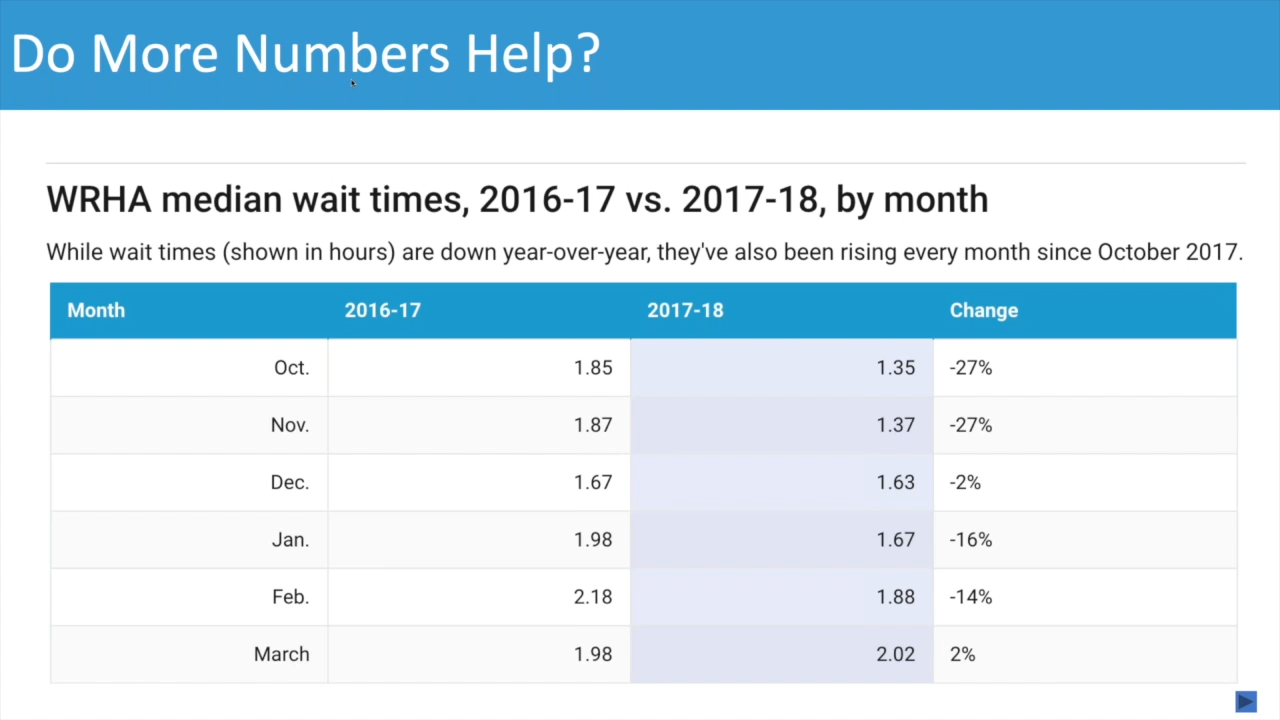 Do More Numbers Help?
WRHA median wait times, 2016-17 vs. 2017-18, by month
While wait times (shown in hours) are down year-over-year, they've also been rising every month since October 2017.
Month 2016-17 2017-18 Change
Oct. 1.85 1.35 -27%
Nov. 1.87 1.37 -27%
Dec. 1.67 1.63 -2%
Jan. 1.98 1.67 -16%
Feb. 2.18 1.88 -14%
March 1.98 2.02 2%